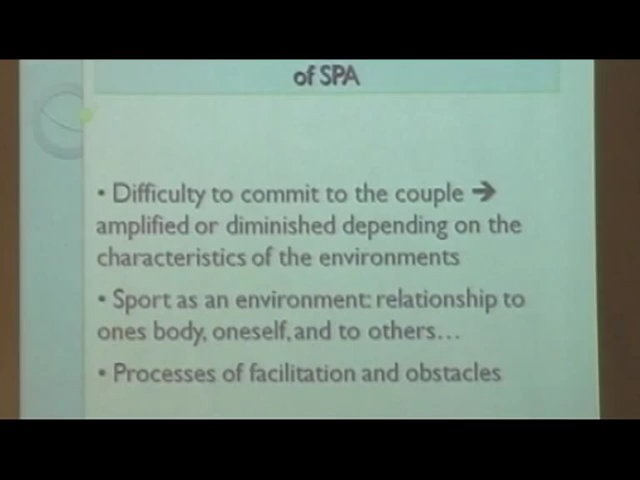 of SPA
• Difficulty to commit to the couple ➔
amplified or diminished depending on the
characteristics of the environments
• Sport as an environment: relationship to
ones body, oneself, and to others...
• Processes of facilitation and obstacles